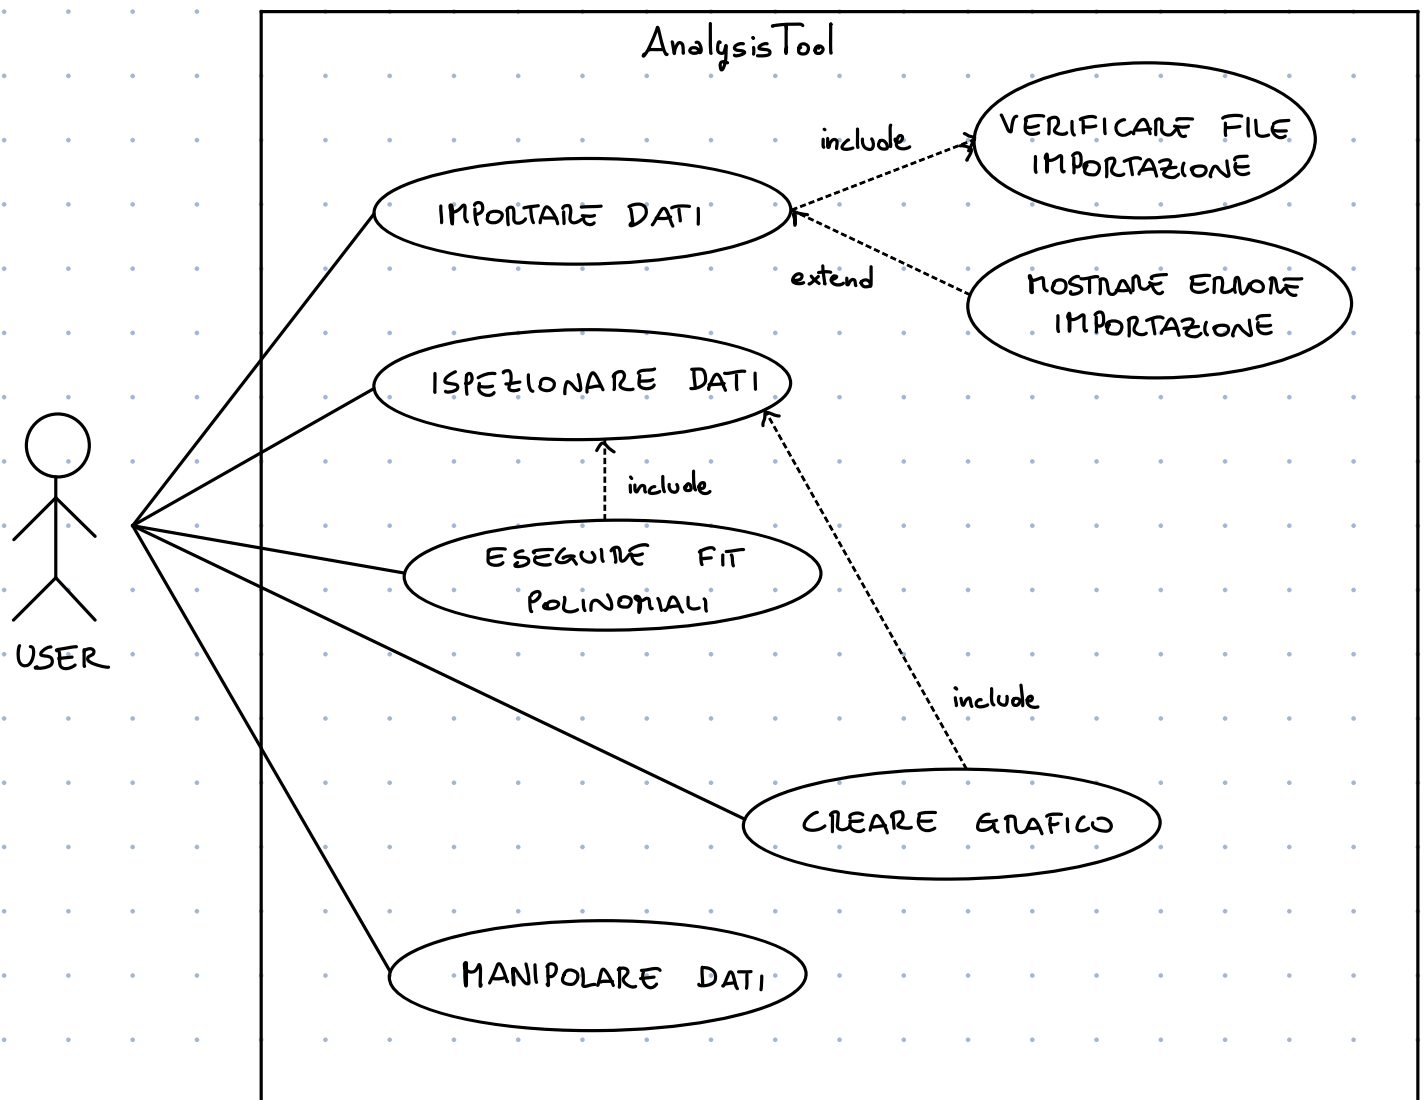 AnalysisTool
include
VERIFICARE FILE
IMPORTAZIONE
IMPORTARE DATI
extend
MOSTRARE ERRORE
IMPORTAZIONE
ISPEZIONARE DATI
include
ESEGUIRE FIT
POLINOMIALI
USER
include
CREARE GRAFICO
MANIPOLARE DATI